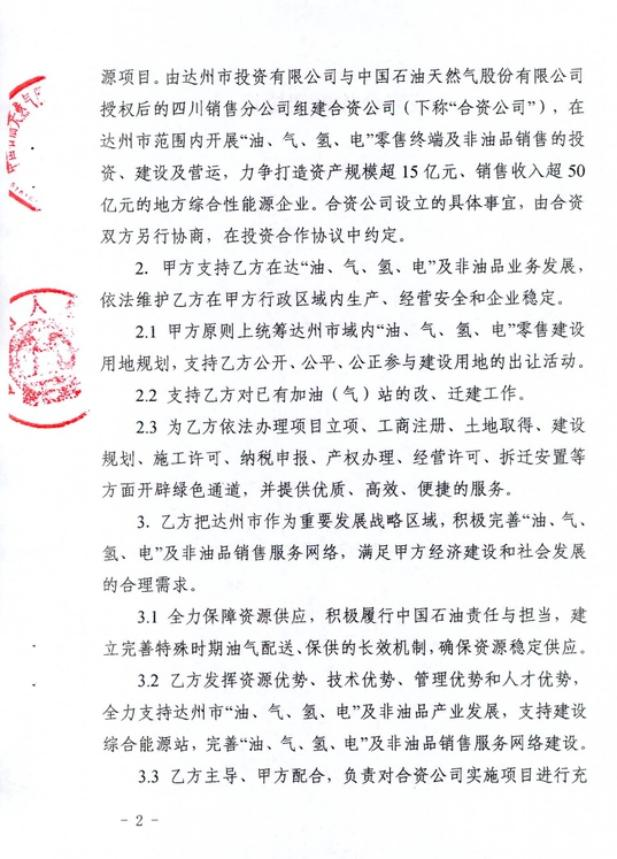 源项目。由达州市投资有限公司与中国石油天然气股份有限公司
授权后的四川销售分公司组建合资公司（下称“合资公司”），在
达州市范围内开展“油、气、氢、电”零售终端及非油品销售的投
资、建设及营运，力争打造资产规模超 15 亿元、销售收入超 50
亿元的地方综合性能源企业。合资公司设立的具体事宜，由合资
双方另行协商，在投资合作协议中约定。
2. 甲方支持乙方在达“油、气、氢、电”及非油品业务发展，
依法维护乙方在甲方行政区域内生产、经营安全和企业稳定。
2.1 甲方原则上统筹达州市域内“油、气、氢、电”零售建设
用地规划，支持乙方公开、公平、公正参与建设用地的出让活动。
2.2 支持乙方对已有加油（气）站的改、迁建工作。
2.3 为乙方依法办理项目立项、工商注册、土地取得、建设
规划、施工许可、纳税申报、产权办理、经营许可、拆迁安置等
方面开辟绿色通道，并提供优质、高效、便捷的服务。
3. 乙方把达州市作为重要发展战略区域，积极完善“油、气、
氢、电”及非油品销售服务网络，满足甲方经济建设和社会发展
的合理需求。
3.1 全力保障资源供应，积极履行中国石油责任与担当，建
立完善特殊时期油气配送、保供的长效机制，确保资源稳定供应。
3.2 乙方发挥资源优势、技术优势、管理优势和人才优势，
全力支持达州市“油、气、氢、电”及非油品产业发展，支持建设
综合能源站，完善“油、气、氢、电”及非油品销售服务网络建设。
3.3 乙方主导、甲方配合，负责对合资公司实施项目进行充
- 2 -
天然气
人